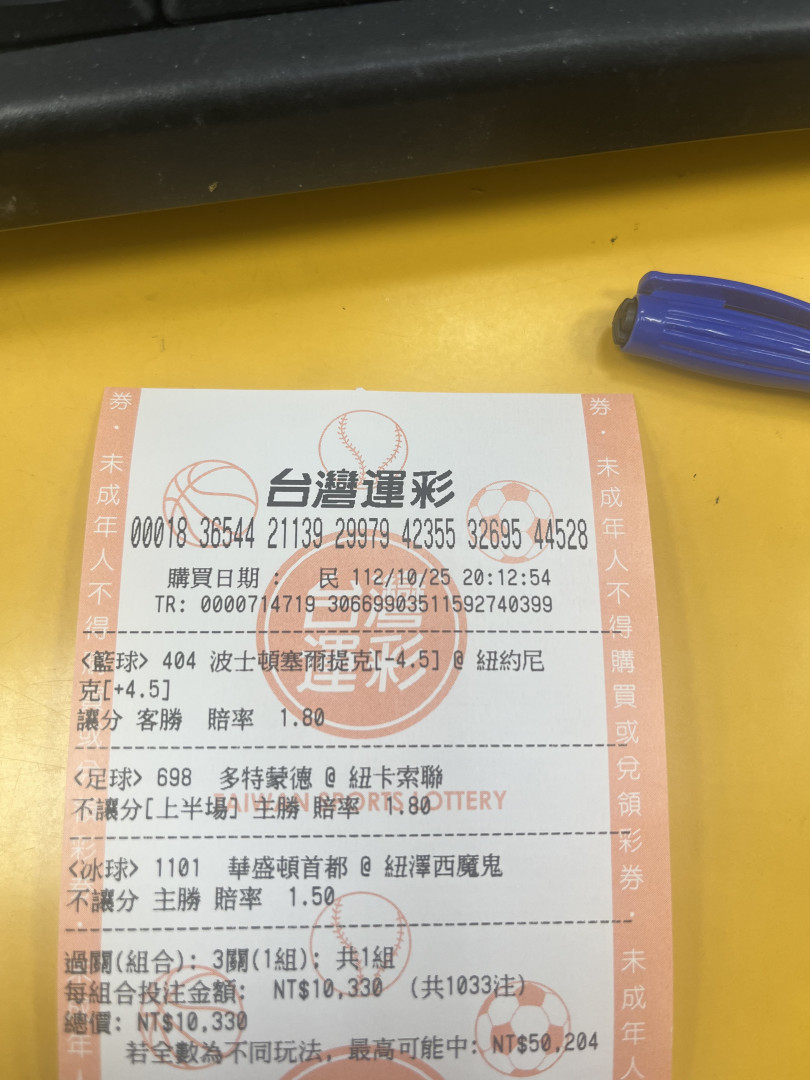 台灣運彩
00018 36544 21139 29979 42355 32695 44528
購買日期 : 民 112/10/25 20:12:54
TR: 0000714719 306699035115927403​99
<籃球> 404 波士頓塞爾提克[-4.5] @ 紐約尼
克[+4.5]
讓分 客勝 賠率 1.80
<足球> 698 多特蒙德 @ 紐卡索聯
不讓分[上半場] 主勝 賠率 1.80
<冰球> 1101 華盛頓首都 @ 紐澤西魔鬼
不讓分 主勝 賠率 1.50
過關(組合): 3關(1組); 共1組
每組合投注金額: NT$10,330 (共1033注)
總價: NT$10,330
若全數為不同玩法, 最高可能中: NT$50,204
台灣
運彩
TAIWAN SPORTS LOTTERY
券・未成年人不得
券・未成年人不得購買或兌領彩券・未成年人